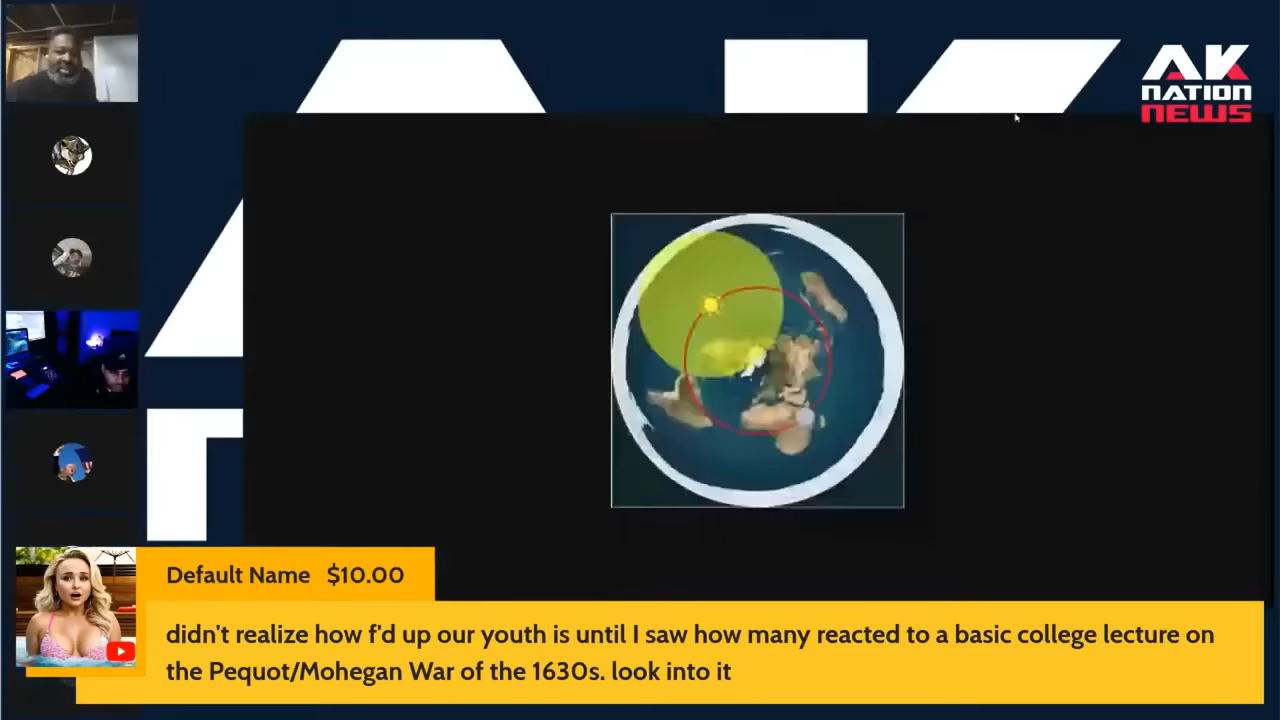 AK
NATION
NEWS
Default Name $10.00
didn't realize how f'd up our youth is until I saw how many reacted to a basic college lecture on
the Pequot/Mohegan War of the 1630s. look into it